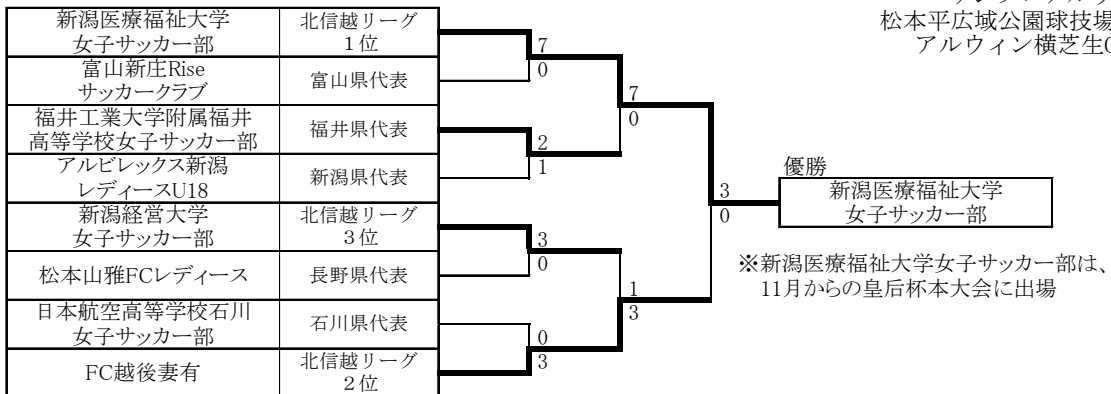 松本平広域公園球技場
アルウィン横芝生
新潟医療福祉大学
女子サッカー部
北信越リーグ
１位
富山新庄Rise
サッカークラブ
富山県代表
福井工業大学附属福井
高等学校女子サッカー部
福井県代表
アルビレックス新潟
レディースU18
新潟県代表
新潟経営大学
女子サッカー部
北信越リーグ
３位
松本山雅FCレディース
長野県代表
日本航空高等学校石川
女子サッカー部
石川県代表
FC越後妻有
北信越リーグ
２位
7
0
2
1
3
0
0
3
7
0
1
3
3
0
優勝
新潟医療福祉大学
女子サッカー部
※新潟医療福祉大学女子サッカー部は、
11月からの皇后杯本大会に出場